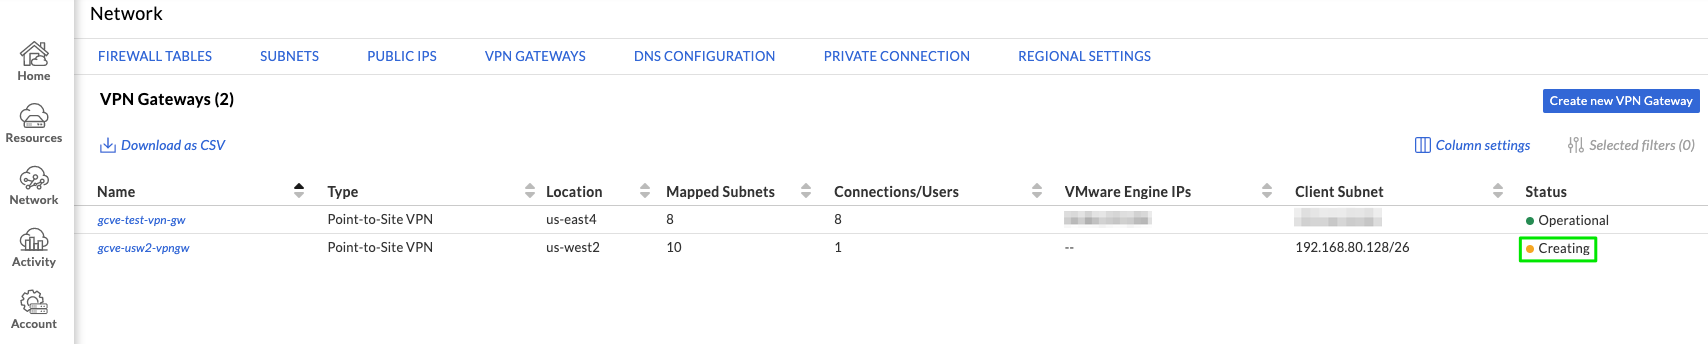 Network
FIREWALL TABLES SUBNETS PUBLIC IPS VPN GATEWAYS DNS CONFIGURATION PRIVATE CONNECTION REGIONAL SETTINGS
Home
Resources
Network
Activity
Account
VPN Gateways (2)
Create new VPN Gateway
Download as CSV
Column settings
Selected filters (0)
Name Type Location Mapped Subnets Connections/Users VMware Engine IPs Client Subnet Status
gcve-test-vpn-gw Point-to-Site VPN us-east4 8 8 Operational
gcve-usw2-vpngw Point-to-Site VPN us-west2 10 1 -- 192.168.80.128/26 Creating